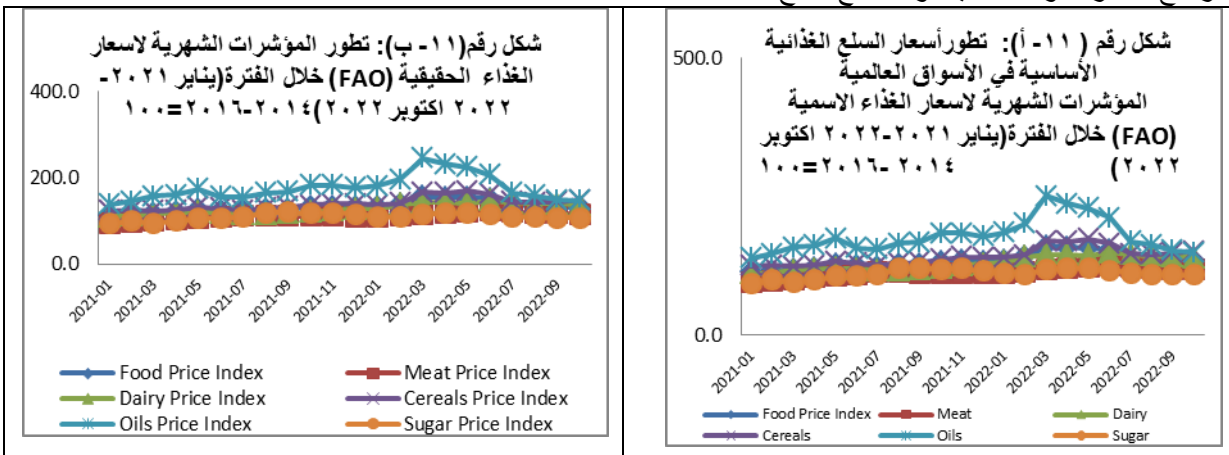 شكل رقم ( ١١- أ): تطورأسعار السلع الغذائية
الأساسية في الأسواق العالمية
المؤشرات الشهرية لاسعار الغذاء الاسمية
(FAO) خلال الفترة(يناير ٢٠٢١-٢٠٢٢ اكتوبر
٢٠٢٢) ٢٠١٤ -٢٠١٦=١٠٠
500.0
0.0
2021-01 2021-03 2021-05 2021-07 2021-09 2021-11 2022-01 2022-03 2022-05 2022-07 2022-09
Food Price Index Meat Dairy
Cereals Oils Sugar
شكل رقم(١١- ب): تطور المؤشرات الشهرية لاسعار
الغذاء الحقيقية (FAO) خلال الفترة(يناير ٢٠٢١-
٢٠٢٢ اكتوبر ٢٠٢٢)٢٠١٤-٢٠١٦=١٠٠
400.0
200.0
0.0
2021-01 2021-03 2021-05 2021-07 2021-09 2021-11 2022-01 2022-03 2022-05 2022-07 2022-09
Food Price Index Meat Price Index
Dairy Price Index Cereals Price Index
Oils Price Index Sugar Price Index